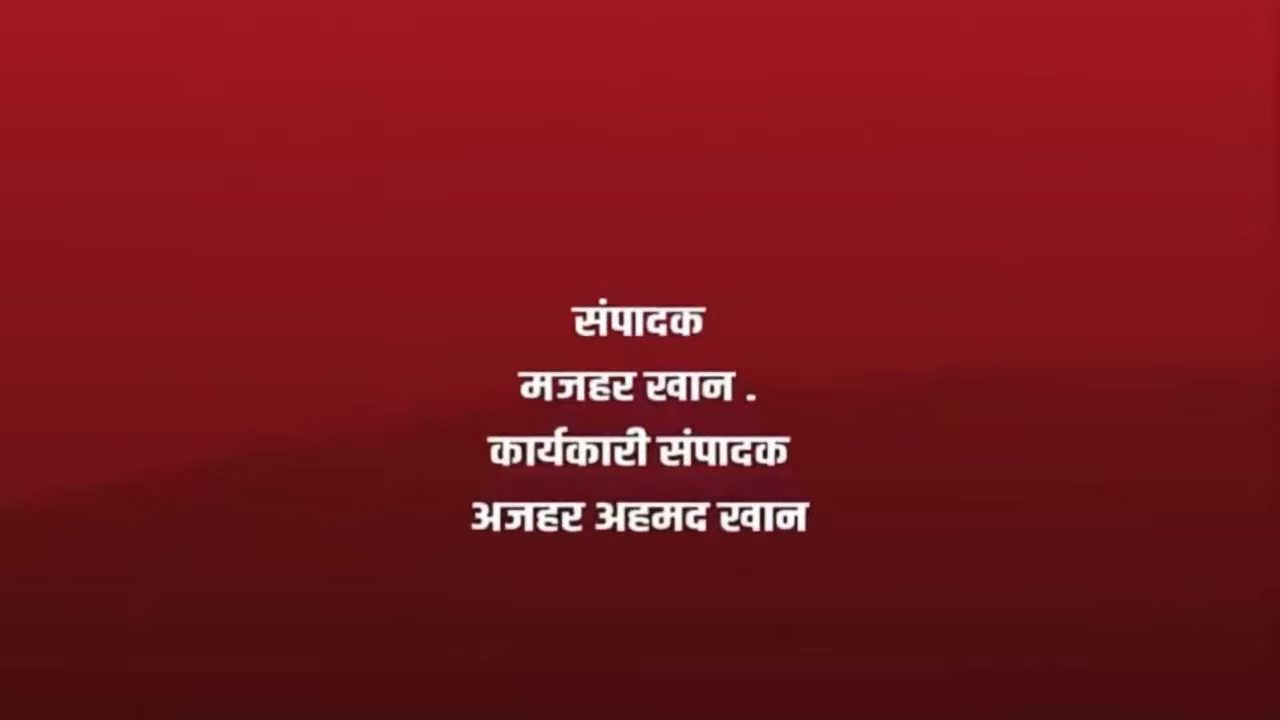 संपादक
मजहर खान .
कार्यकारी संपादक
अजहर अहमद खान